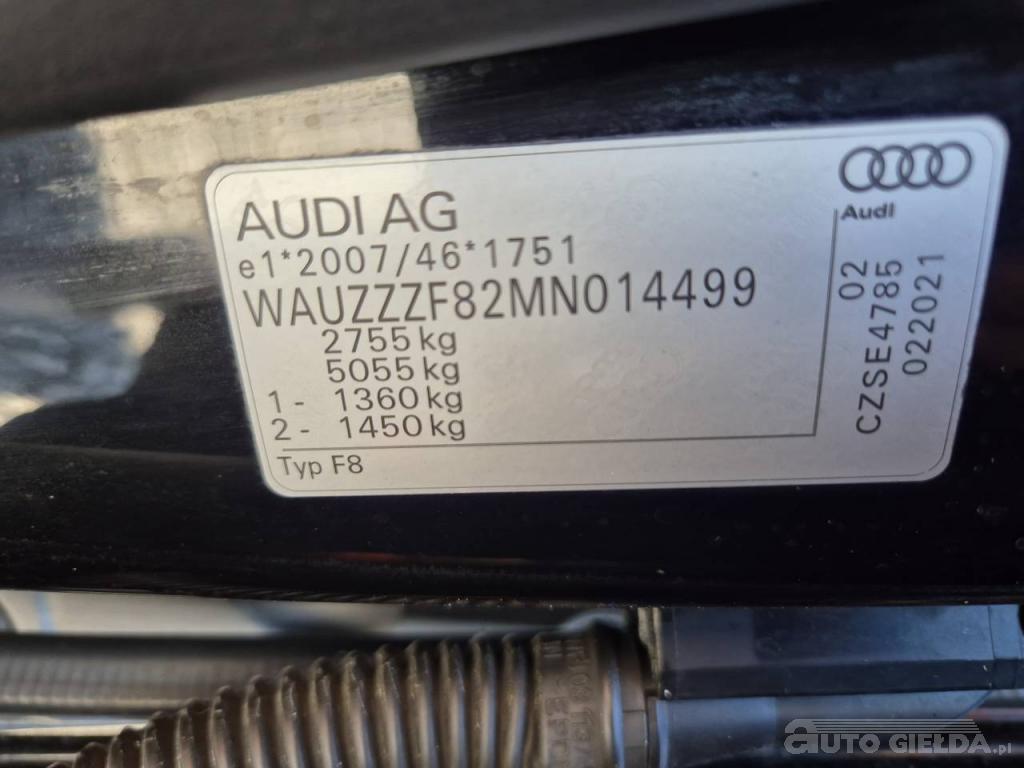 AUDI AG
e1*2007/46*1751
WAUZZZF82MN014499
2755 kg
5055 kg
1 - 1360 kg
2 - 1450 kg
Typ F8
Audi
02
CZSE4785
022021
AUTO GIEŁDA.pl